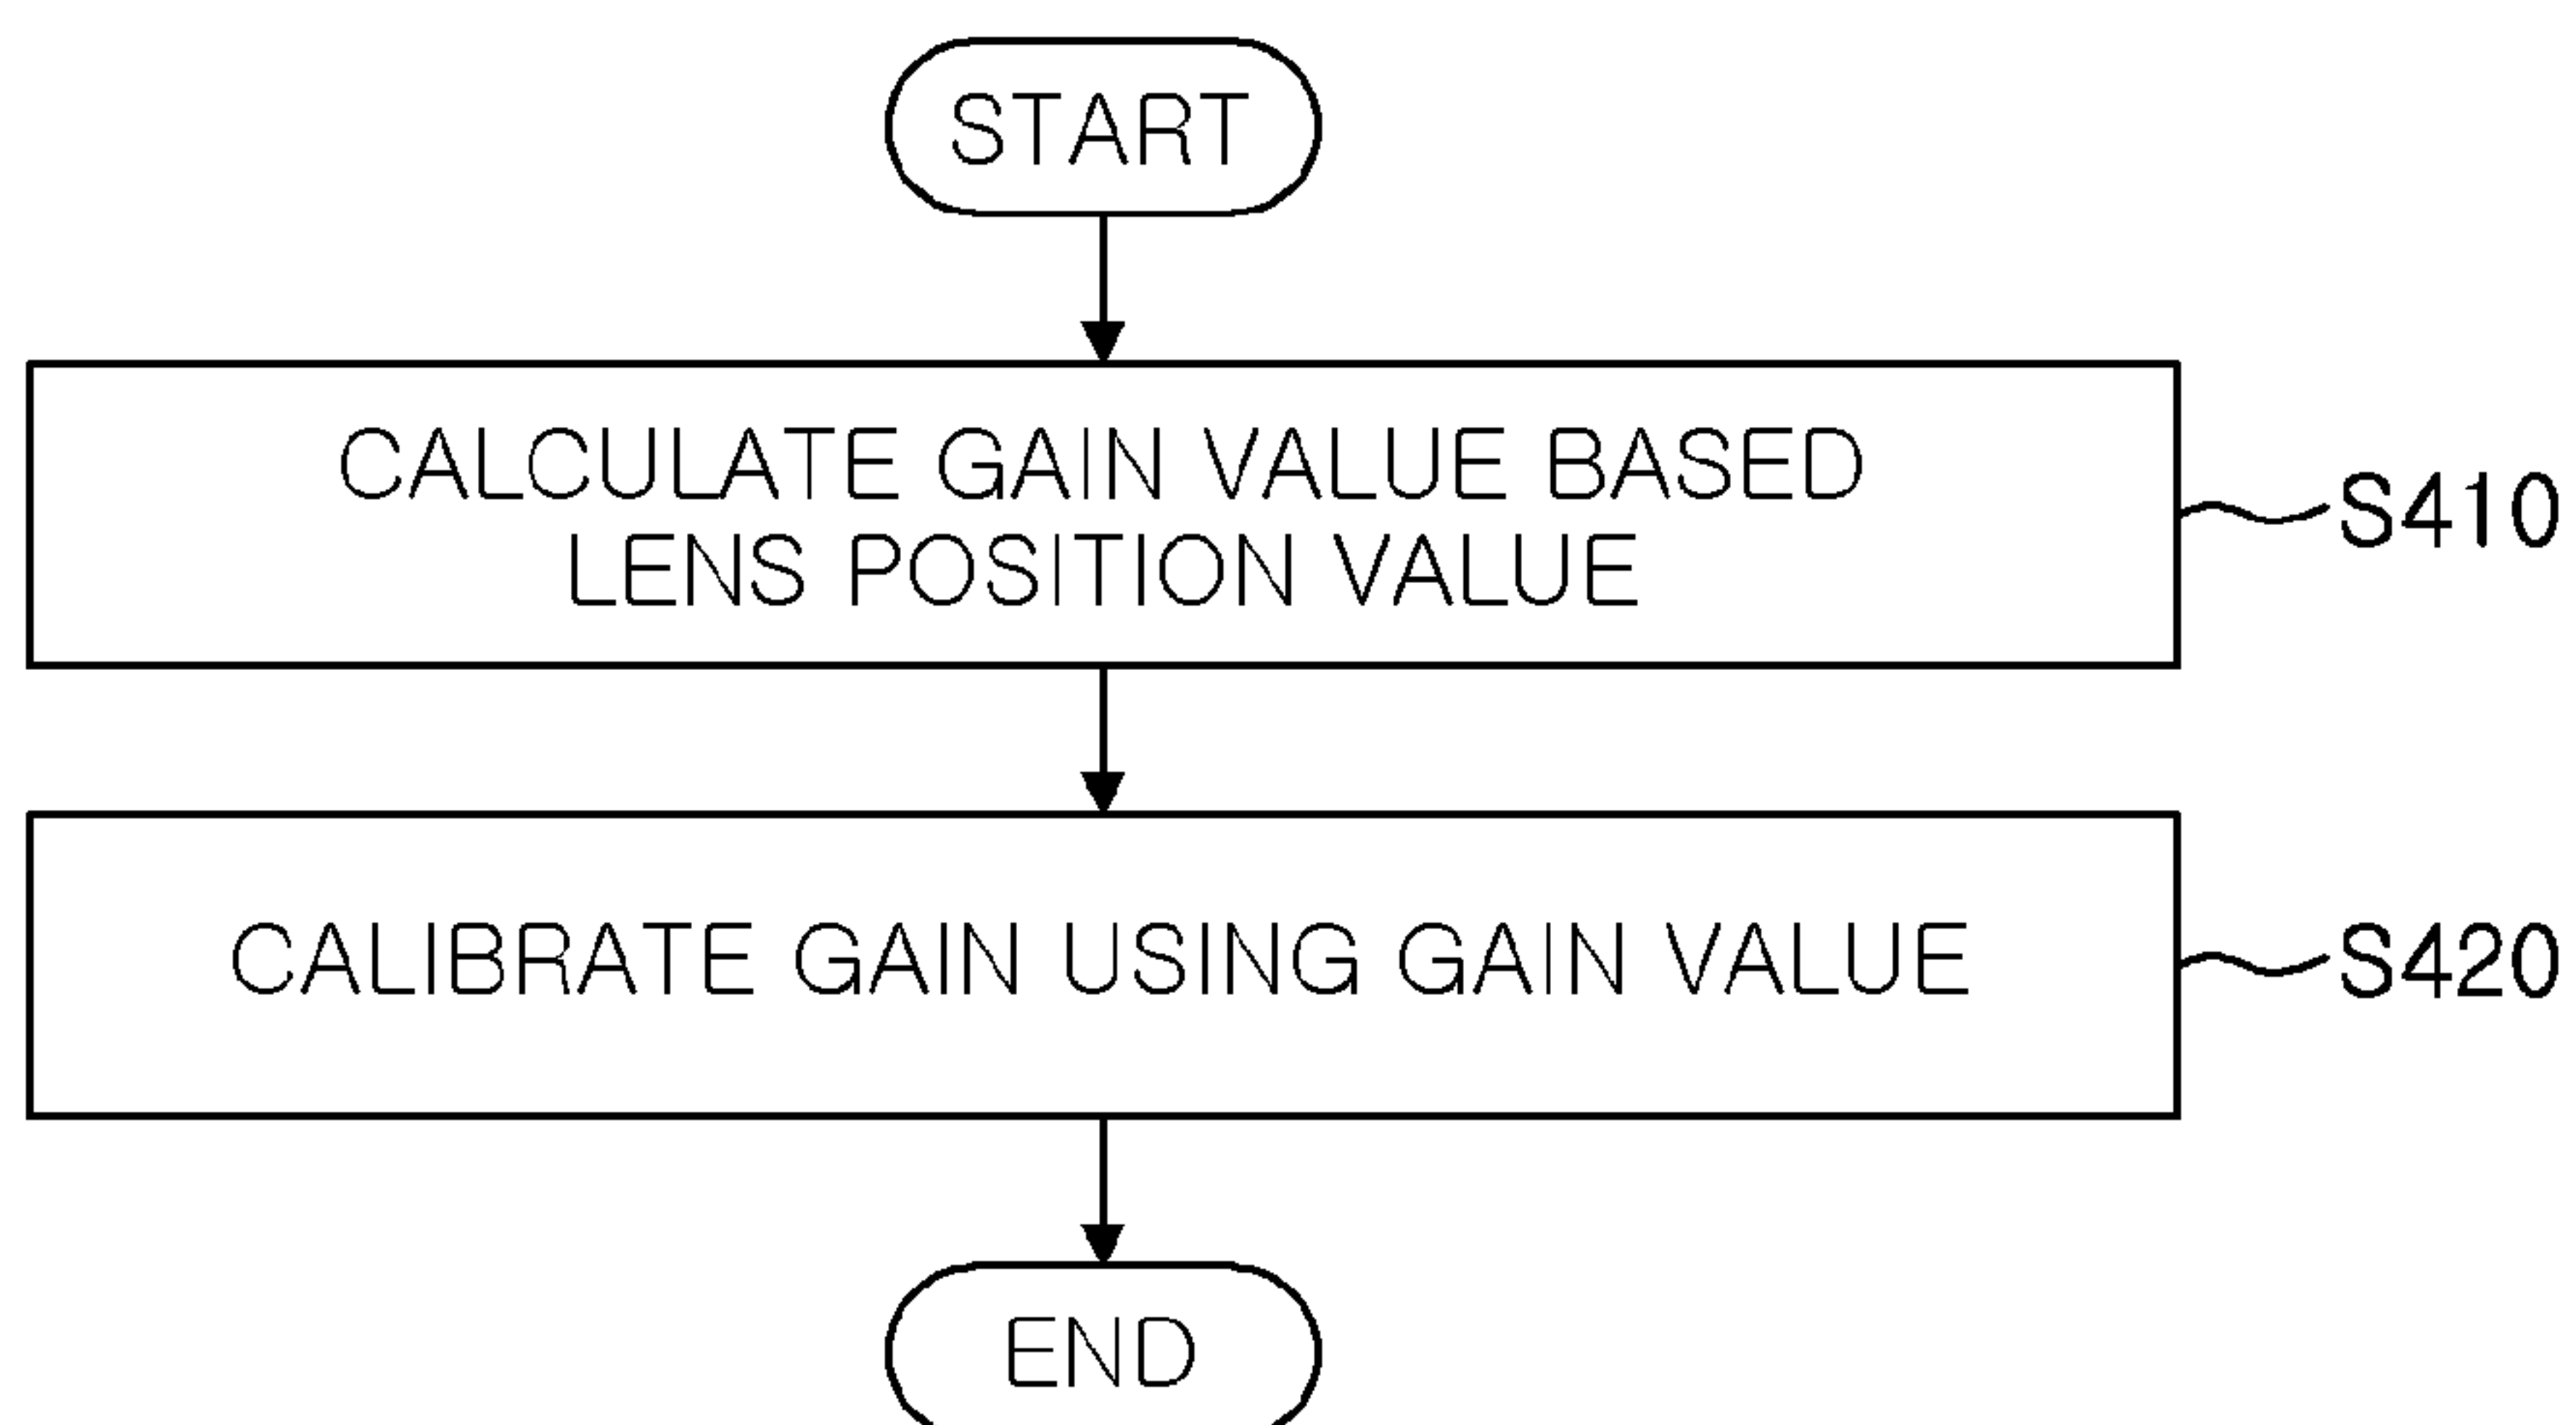 START
CALCULATE GAIN VALUE BASED
LENS POSITION VALUE
S410
CALIBRATE GAIN USING GAIN VALUE
S420
END